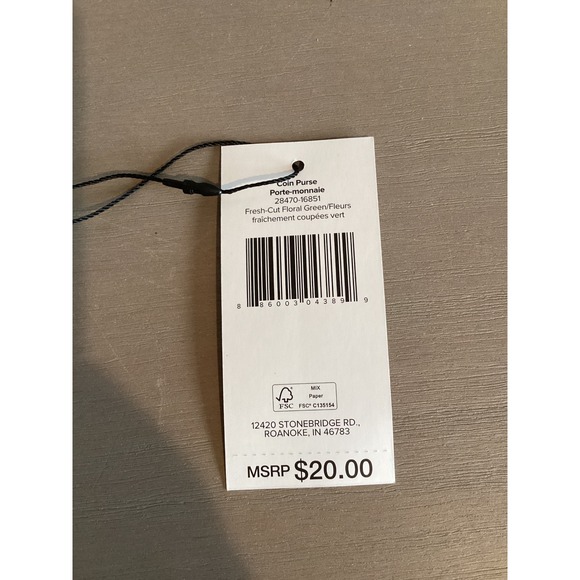 Coin Purse
Porte-monnaie
28470-16851
Fresh-Cut Floral Green/Fleurs
fraîchement coupées vert
8 86003 04389 9
FSC
MIX
Paper
FSC® C135154
12420 STONEBRIDGE RD.,
ROANOKE, IN 46783
MSRP $20.00